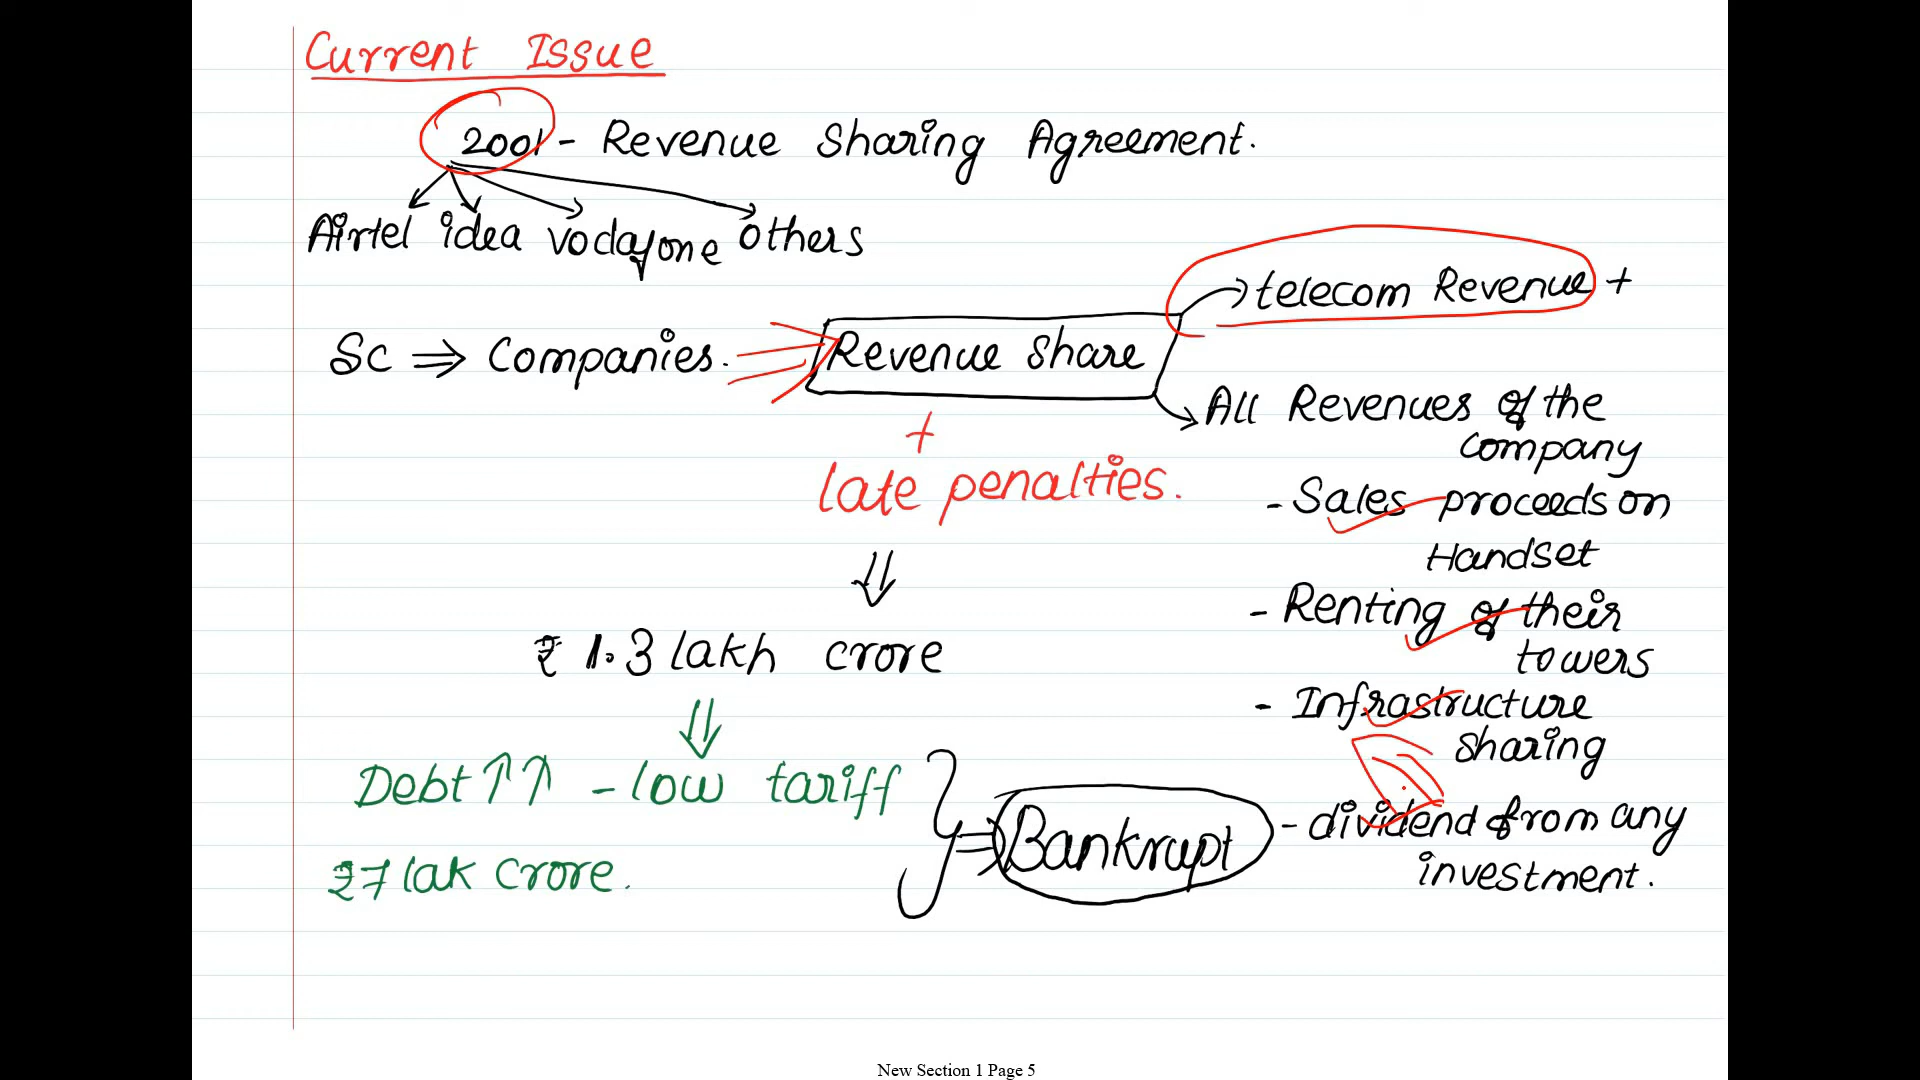 Current Issue
2001 - Revenue Sharing Agreement.
Airtel idea vodafone others
telecom Revenue +
SC ⇒ Companies. Revenue Share
All Revenues of the
company
+
late penalties.
- Sales proceeds on
Handset
- Renting of their
towers
₹ 1.3 lakh crore
- Infrastructure
sharing
Debt ↑↑ - low tariff
⇒ Bankrupt
- dividend from any
investment.
₹7 lak crore.
New Section 1 Page 5